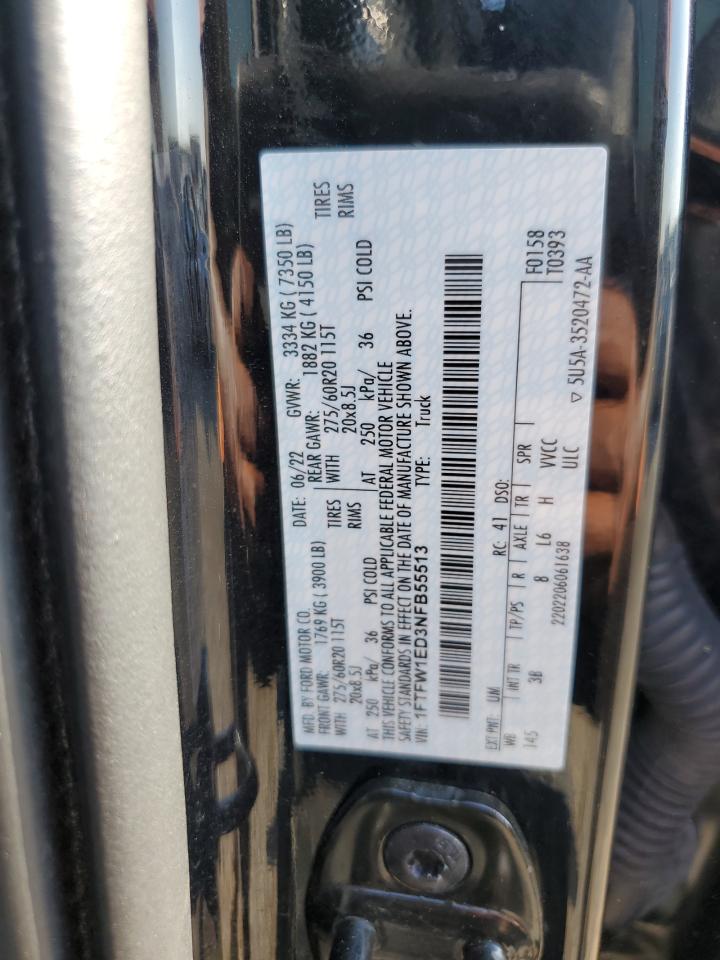 MFD. BY FORD MOTOR CO.
DATE: 06/22 GVWR: 3334 KG ( 7350 LB)
FRONT GAWR: 1769 KG ( 3900 LB) REAR GAWR: 1882 KG ( 4150 LB)
WITH 275/60R20 115T TIRES WITH 275/60R20 115T TIRES
20x8.5J RIMS 20x8.5J RIMS
AT 250 kPa/ 36 PSI COLD AT 250 kPa/ 36 PSI COLD
THIS VEHICLE CONFORMS TO ALL APPLICABLE FEDERAL MOTOR VEHICLE
SAFETY STANDARDS IN EFFECT ON THE DATE OF MANUFACTURE SHOWN ABOVE.
VIN: 1FTFW1ED3NFB55513 TYPE: Truck
EXT PNT: UM RC: 41 DSO: F0158
WB INT TR TP/PS R AXLE TR SPR T0393
145 3B 8 L6 H VVCC
2202206061638 ULC ▽ 5U5A-3520472-AA